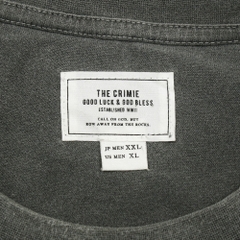 THE CRIMIE
GOOD LUCK & GOD BLESS.
ESTABLISHED MMIII
CALL ON GOD, BUT
ROW AWAY FROM THE ROCKS.
JP MEN XXL
US MEN XL